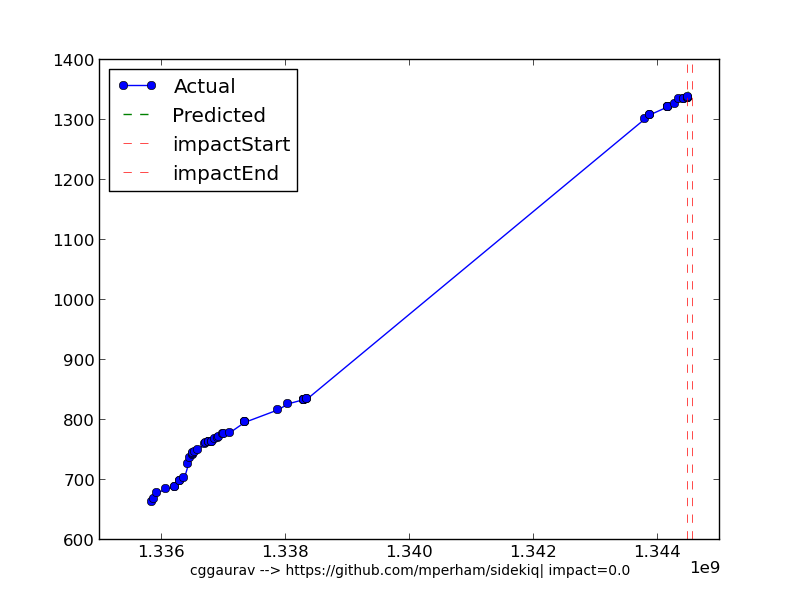 1400
1300
1200
1100
1000
900
800
700
600
Actual
Predicted
impactStart
impactEnd
1.336 1.338 1.340 1.342 1.344
1e9
cggaurav --> https://github.com/mperham/sidekiq| impact=0.0